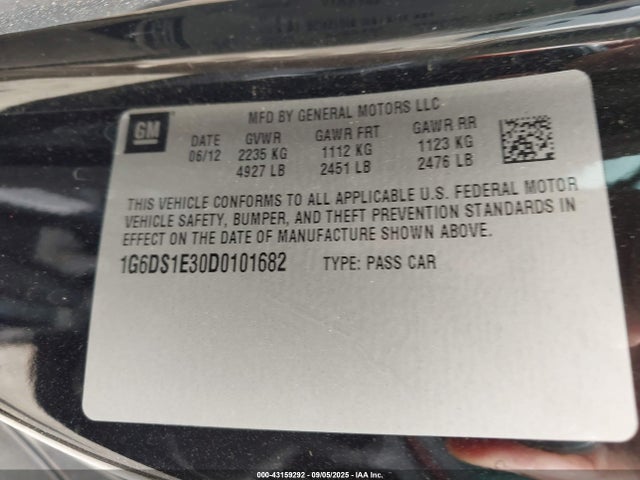 GM
MFD BY GENERAL MOTORS LLC
DATE GVWR GAWR FRT GAWR RR
06/12 2235 KG 1112 KG 1123 KG
4927 LB 2451 LB 2476 LB
THIS VEHICLE CONFORMS TO ALL APPLICABLE U.S. FEDERAL MOTOR
VEHICLE SAFETY, BUMPER, AND THEFT PREVENTION STANDARDS IN
EFFECT ON THE DATE OF MANUFACTURE SHOWN ABOVE.
1G6DS1E30D0101682 TYPE: PASS CAR
000-43159292 - 09/05/2025 - IAA Inc.